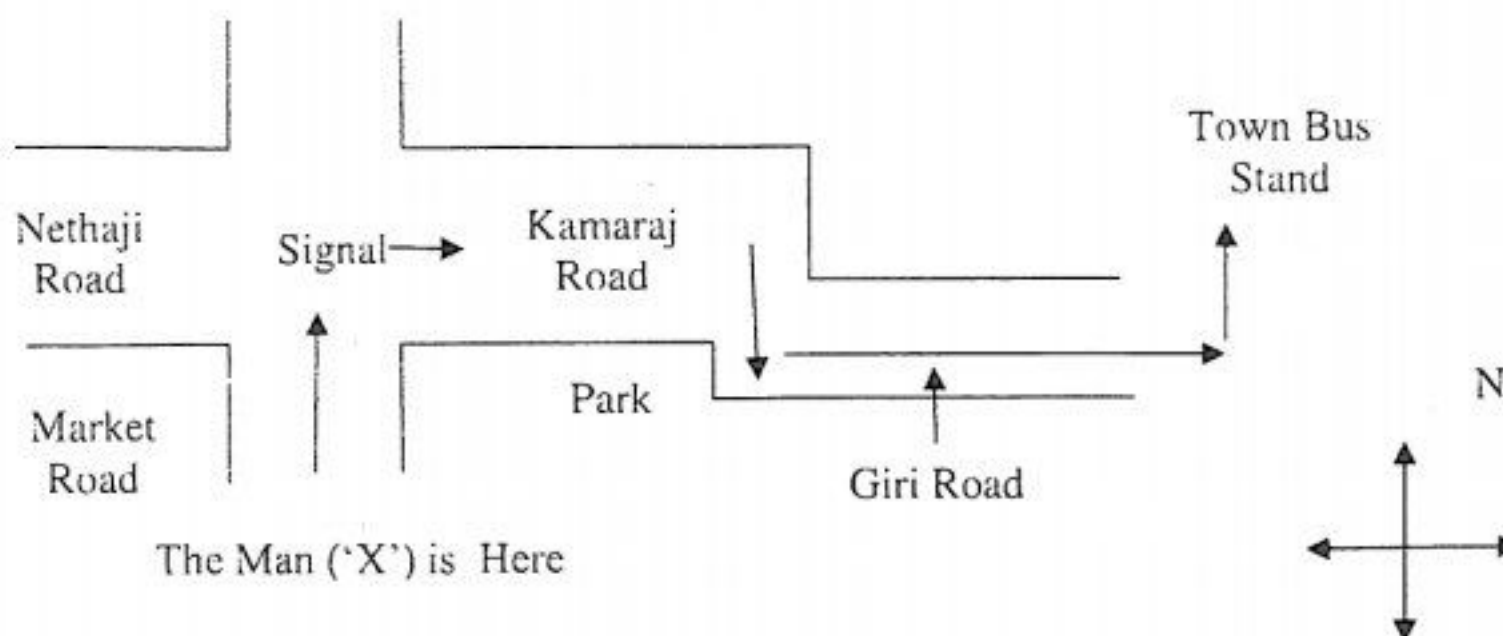 Town Bus
Stand
Nethaji
Road
Signal
Kamaraj
Road
Park
N
Market
Road
Giri Road
The Man (‘X’) is Here